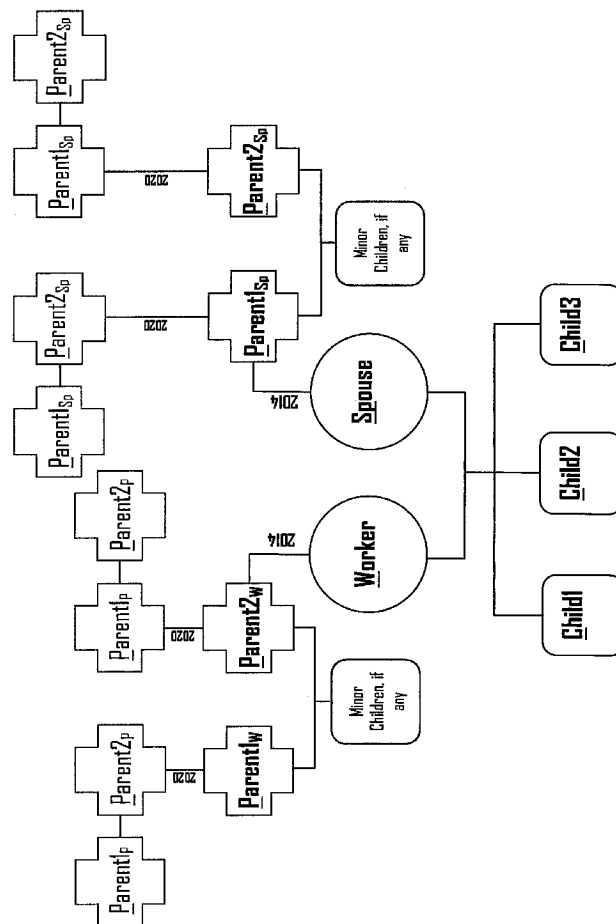 Parent1Sp
Parent2Sp
Parent1Sp
Parent2Sp
Parent1p
Parent2p
Parent1p
Parent2p
2020
2020
2020
2020
Parent1W
Parent2W
Parent1Sp
Parent2Sp
2014
2014
Minor
Children, if
any
Worker
Spouse
Minor
Children, if
any
Child1
Child2
Child3